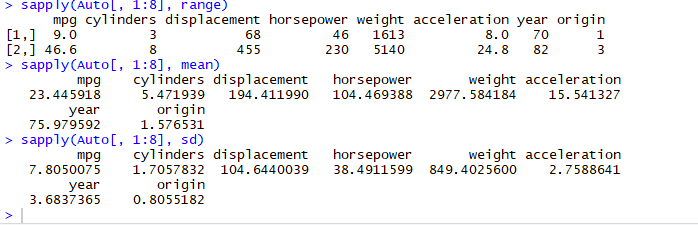 > sapply(Auto[, 1:8], range)
mpg cylinders displacement horsepower weight acceleration year origin
[1,] 9.0 3 68 46 1613 8.0 70 1
[2,] 46.6 8 455 230 5140 24.8 82 3
> sapply(Auto[, 1:8], mean)
mpg cylinders displacement horsepower weight acceleration
23.445918 5.471939 194.411990 104.469388 2977.584184 15.541327
year origin
75.979592 1.576531
> sapply(Auto[, 1:8], sd)
mpg cylinders displacement horsepower weight acceleration
7.8050075 1.7057832 104.6440039 38.4911599 849.4025600 2.7588641
year origin
3.6837365 0.8055182
>